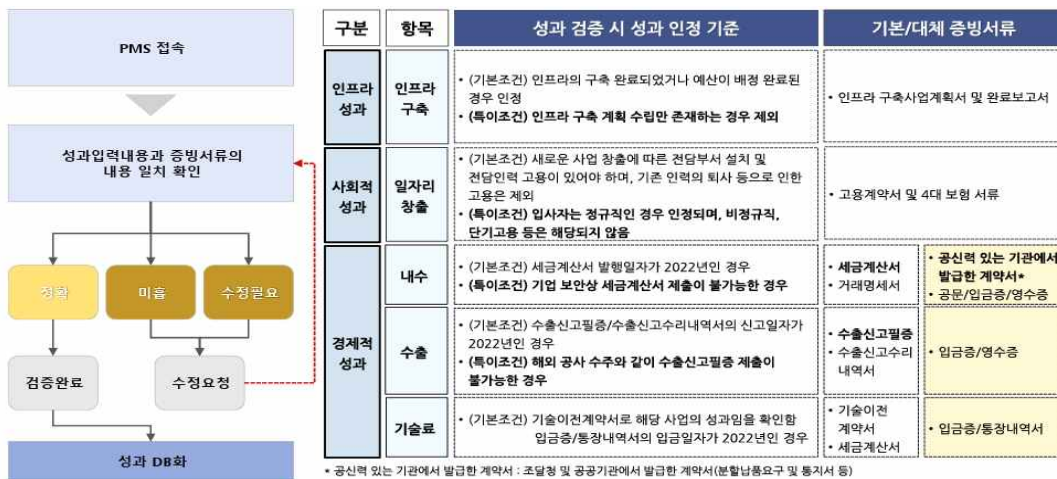 PMS 접속
성과입력내용과 증빙서류의
내용 일치 확인
정확
미흡
수정필요
검증완료
수정요청
성과 DB화
구분
항목
성과 검증 시 성과 인정 기준
기본/대체 증빙서류
인프라
성과
인프라
구축
• (기본조건) 인프라의 구축 완료되었거나 예산이 배정 완료된
경우 인정
• (특이조건) 인프라 구축 계획 수립만 존재하는 경우 제외
• 인프라 구축사업계획서 및 완료보고서
사회적
성과
일자리
창출
• (기본조건) 새로운 사업 창출에 따른 전담부서 설치 및
전담인력 고용이 있어야 하며, 기존 인력의 퇴사 등으로 인한
고용은 제외
• (특이조건) 입사자는 정규직인 경우 인정되며, 비정규직,
단기고용 등은 해당되지 않음
• 고용계약서 및 4대 보험 서류
경제적
성과
내수
• (기본조건) 세금계산서 발행일자가 2022년인 경우
• (특이조건) 기업 보안상 세금계산서 제출이 불가능한 경우
• 세금계산서
• 거래명세서
• 공신력 있는 기관에서
발급한 계약서*
• 공문/입금증/영수증
수출
• (기본조건) 수출신고필증/수출신고수리내역서의 신고일자가
2022년인 경우
• (특이조건) 해외 공사 수주와 같이 수출신고필증 제출이
불가능한 경우
• 수출신고필증
• 수출신고수리
내역서
• 입금증/영수증
기술료
• (기본조건) 기술이전계약서로 해당 사업의 성과임을 확인함
입금증/통장내역서의 입금일자가 2022년인 경우
• 기술이전
계약서
• 세금계산서
• 입금증/통장내역서
* 공신력 있는 기관에서 발급한 계약서 : 조달청 및 공공기관에서 발급한 계약서(분할납품요구 및 통지서 등)